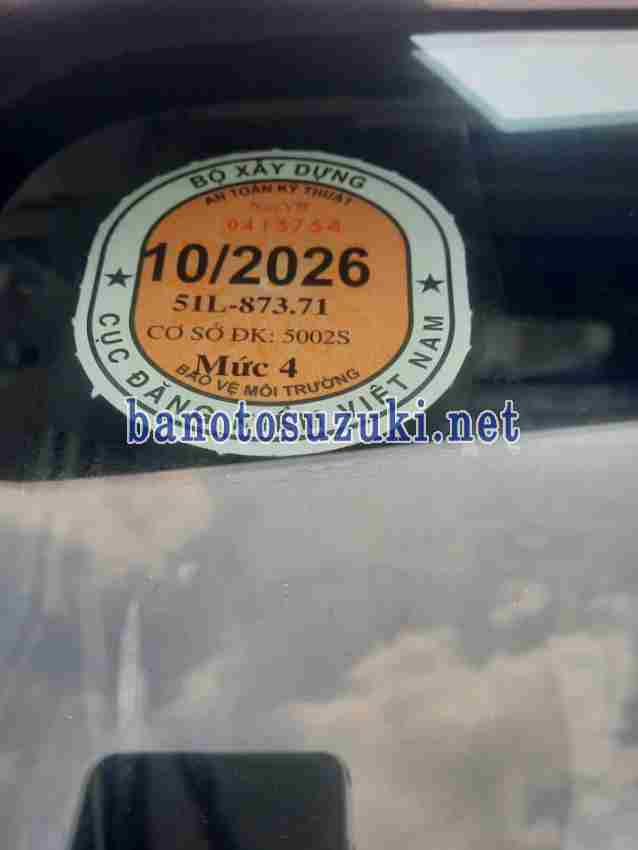 BỘ XÂY DỰNG
AN TOÀN KỸ THUẬT
10/2026
51L-873.71
CƠ SỞ ĐK: 5002S
Mức 4
BẢO VỆ MÔI TRƯỜNG
CỤC ĐĂNG VIỆT NAM
banotosuzuki.net